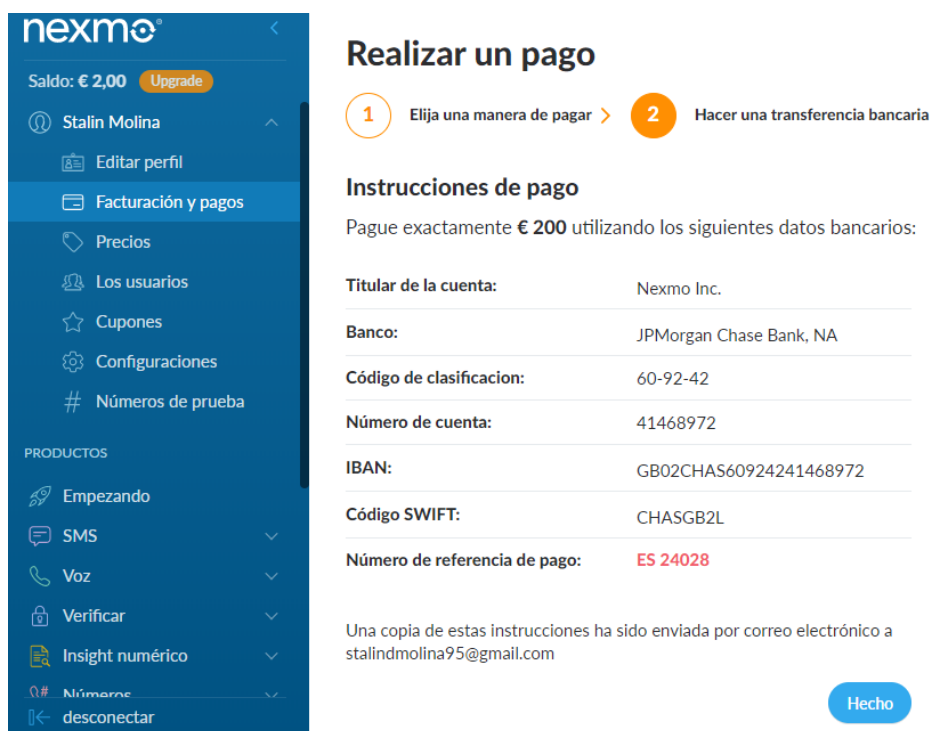 nexmo
Saldo: € 2,00 Upgrade
Stalin Molina
Editar perfil
Facturación y pagos
Precios
Los usuarios
Cupones
Configuraciones
# Números de prueba
PRODUCTOS
Empezando
SMS
Voz
Verificar
Insight numérico
Números
desconectar
Realizar un pago
1 Elija una manera de pagar > 2 Hacer una transferencia bancaria
Instrucciones de pago
Pague exactamente € 200 utilizando los siguientes datos bancarios:
Titular de la cuenta: Nexmo Inc.
Banco: JPMorgan Chase Bank, NA
Código de clasificacion: 60-92-42
Número de cuenta: 41468972
IBAN: GB02CHAS60924241468972
Código SWIFT: CHASGB2L
Número de referencia de pago: ES 24028
Una copia de estas instrucciones ha sido enviada por correo electrónico a
stalindmolina95@gmail.com
Hecho